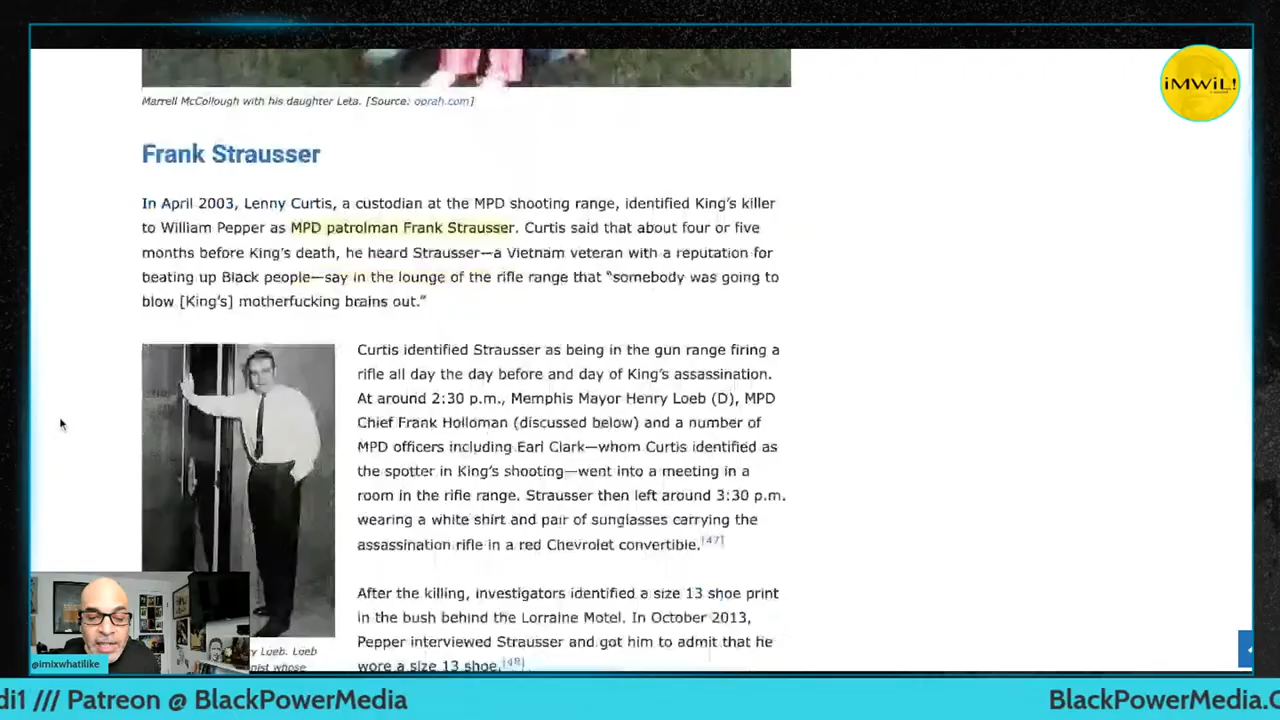 iMWiL!
Marrell McCollough with his daughter Leta. [Source: oprah.com]
Frank Strausser
In April 2003, Lenny Curtis, a custodian at the MPD shooting range, identified King's killer
to William Pepper as MPD patrolman Frank Strausser. Curtis said that about four or five
months before King's death, he heard Strausser—a Vietnam veteran with a reputation for
beating up Black people—say in the lounge of the rifle range that “somebody was going to
blow [King's] motherfucking brains out.”
Curtis identified Strausser as being in the gun range firing a
rifle all day the day before and day of King's assassination.
At around 2:30 p.m., Memphis Mayor Henry Loeb (D), MPD
Chief Frank Holloman (discussed below) and a number of
MPD officers including Earl Clark—whom Curtis identified as
the spotter in King's shooting—went into a meeting in a
room in the rifle range. Strausser then left around 3:30 p.m.
wearing a white shirt and pair of sunglasses carrying the
assassination rifle in a red Chevrolet convertible.[47]
After the killing, investigators identified a size 13 shoe print
in the bush behind the Lorraine Motel. In October 2013,
Pepper interviewed Strausser and got him to admit that he
wore a size 13 shoe.[48]
y Loeb. Loeb
nist whose
@imixwhatilike
di1 /// Patreon @ BlackPowerMedia
BlackPowerMedia.